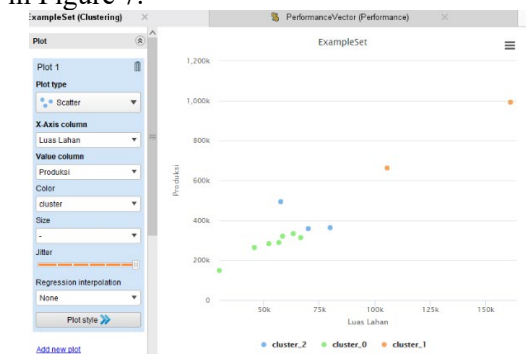 in Figure 7.
ExampleSet (Clustering)
PerformanceVector (Performance)
Plot
Plot 1
Plot type
Scatter
X-Axis column
Luas Lahan
Value column
Produksi
Color
cluster
Size
-
Jitter
Regression interpolation
None
Plot style
Add new plot
ExampleSet
1,200k
1,000k
800k
600k
400k
200k
0
Produksi
50k 75k 100k 125k 150k
Luas Lahan
cluster_2 cluster_0 cluster_1